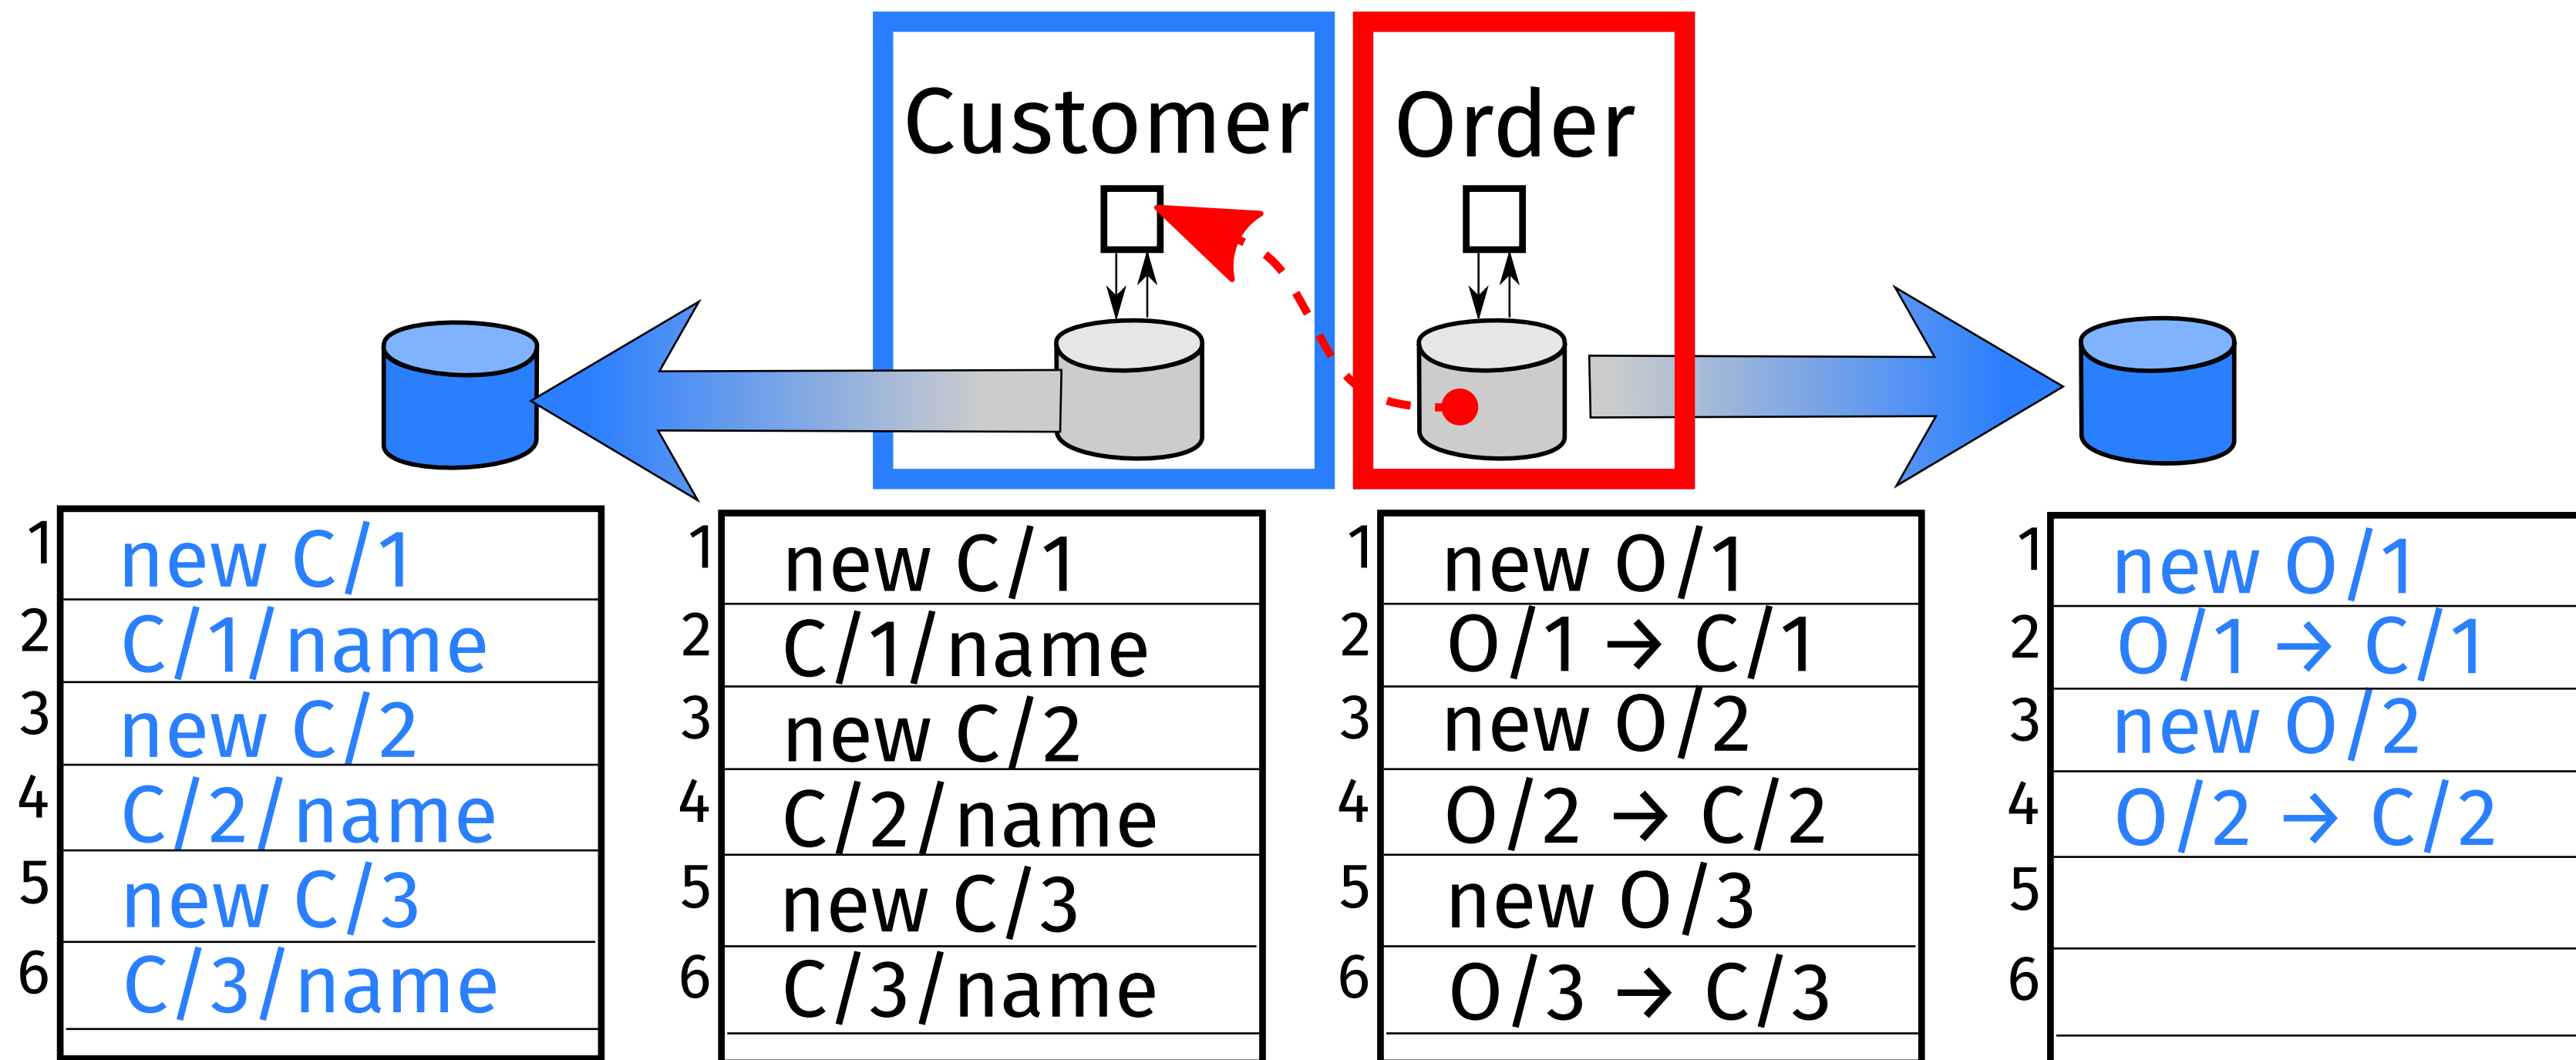 Customer
Order
1 new C/1
2 C/1/name
3 new C/2
4 C/2/name
5 new C/3
6 C/3/name
1 new C/1
2 C/1/name
3 new C/2
4 C/2/name
5 new C/3
6 C/3/name
1 new O/1
2 O/1 → C/1
3 new O/2
4 O/2 → C/2
5 new O/3
6 O/3 → C/3
1 new O/1
2 O/1 → C/1
3 new O/2
4 O/2 → C/2
5
6